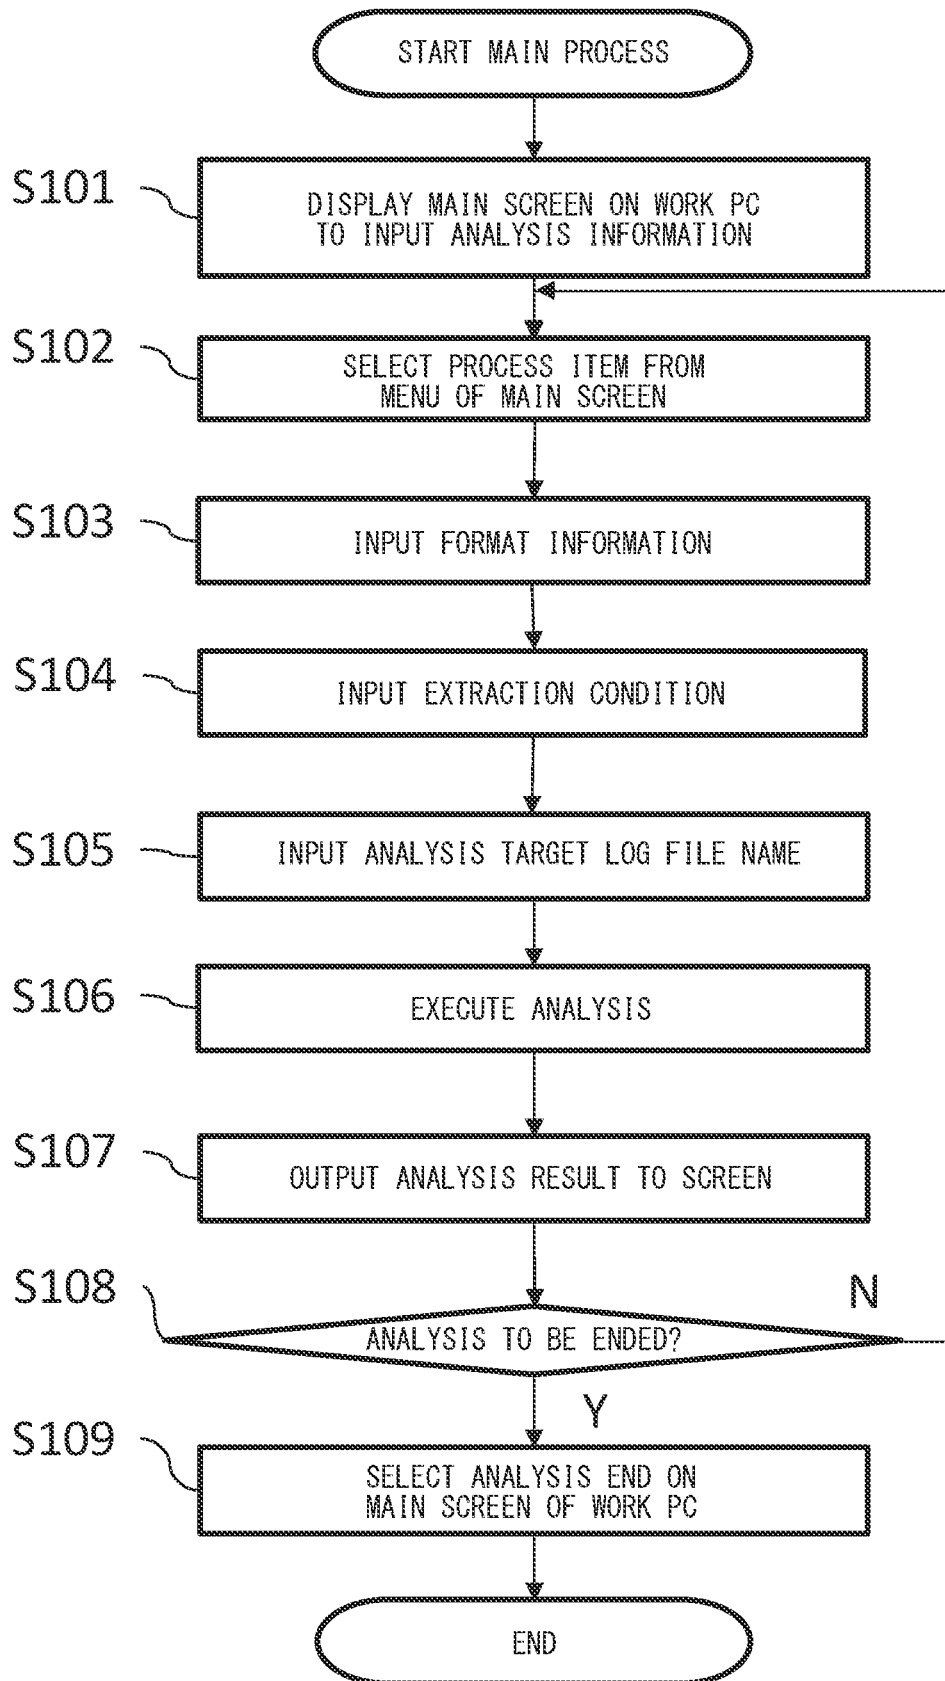 START MAIN PROCESS
S101
DISPLAY MAIN SCREEN ON WORK PC
TO INPUT ANALYSIS INFORMATION
S102
SELECT PROCESS ITEM FROM
MENU OF MAIN SCREEN
S103
INPUT FORMAT INFORMATION
S104
INPUT EXTRACTION CONDITION
S105
INPUT ANALYSIS TARGET LOG FILE NAME
S106
EXECUTE ANALYSIS
S107
OUTPUT ANALYSIS RESULT TO SCREEN
S108
N
ANALYSIS TO BE ENDED?
Y
S109
SELECT ANALYSIS END ON
MAIN SCREEN OF WORK PC
END